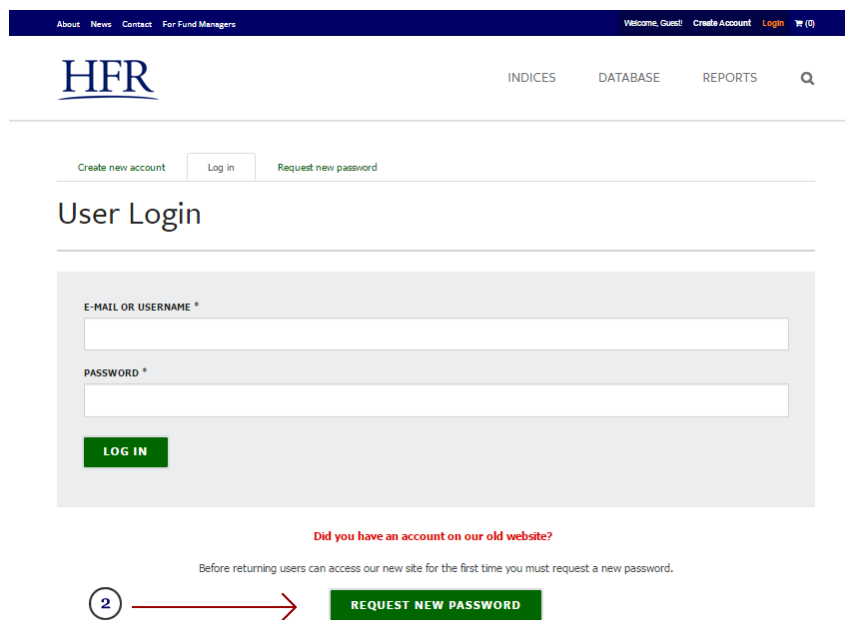 About News Contact For Fund Managers Welcome, Guest! Create Account Login (0)
HFR INDICES DATABASE REPORTS
Create new account Log in Request new password
User Login
E-MAIL OR USERNAME *
PASSWORD *
LOG IN
Did you have an account on our old website?
Before returning users can access our new site for the first time you must request a new password.
2 REQUEST NEW PASSWORD